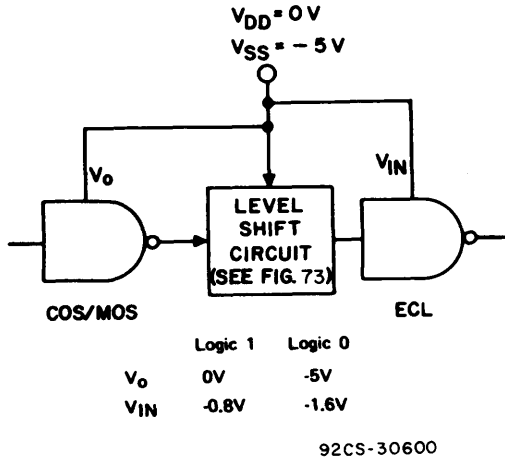 VDD = 0 V
VSS = - 5 V
Vo
VIN
LEVEL
SHIFT
CIRCUIT
(SEE FIG. 73)
COS/MOS
ECL
Logic 1 Logic 0
Vo 0V -5V
VIN -0.8V -1.6V
92CS-30600